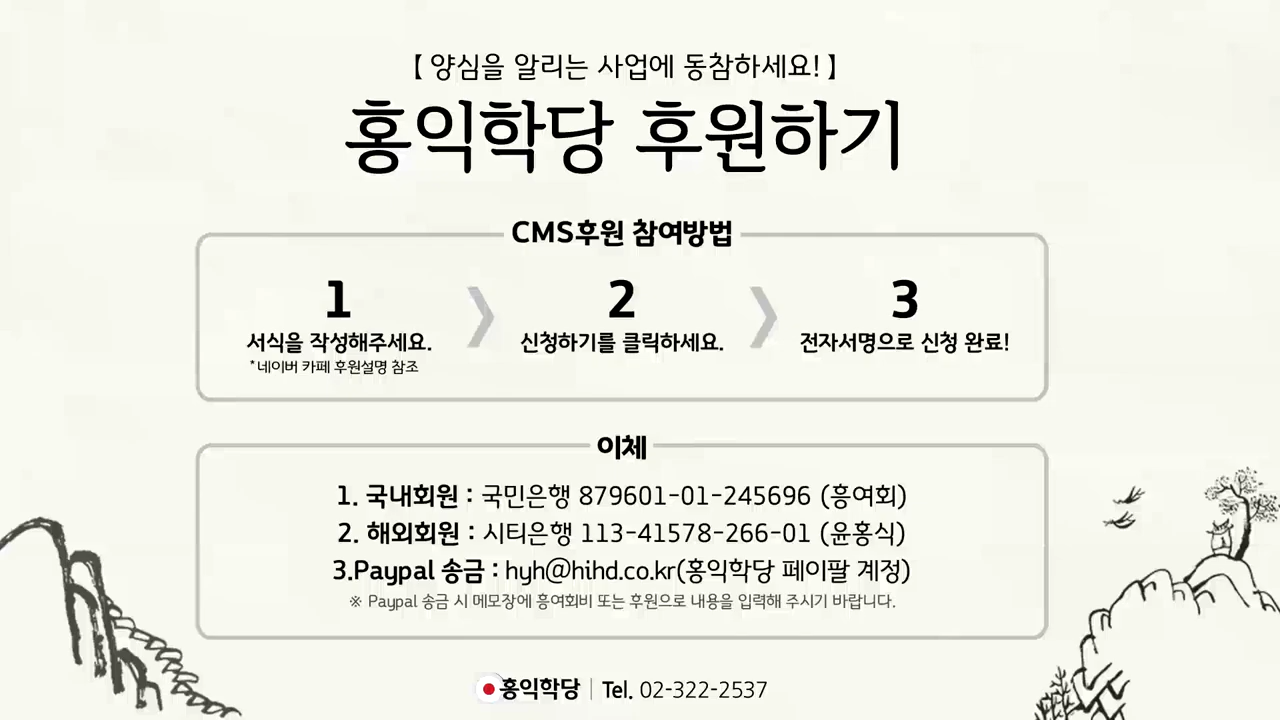 【 양심을 알리는 사업에 동참하세요! 】
홍익학당 후원하기
CMS후원 참여방법
1
서식을 작성해주세요.
*네이버 카페 후원설명 참조
2
신청하기를 클릭하세요.
3
전자서명으로 신청 완료!
이체
1. 국내회원 : 국민은행 879601-01-245696 (흥여회)
2. 해외회원 : 시티은행 113-41578-266-01 (윤홍식)
3.Paypal 송금 : hyh@hihd.co.kr(홍익학당 페이팔 계정)
※ Paypal 송금 시 메모장에 흥여회비 또는 후원으로 내용을 입력해 주시기 바랍니다.
홍익학당 | Tel. 02-322-2537